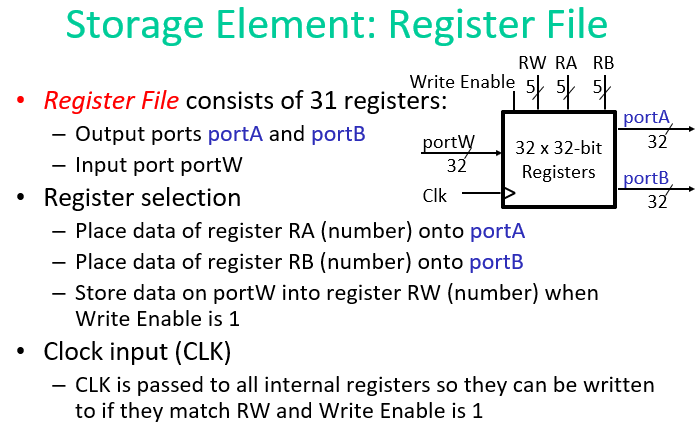 Storage Element: Register File
RW RA RB
Write Enable 5 5 5
• Register File consists of 31 registers:
– Output ports portA and portB
– Input port portW
• Register selection
– Place data of register RA (number) onto portA
– Place data of register RB (number) onto portB
– Store data on portW into register RW (number) when
Write Enable is 1
• Clock input (CLK)
– CLK is passed to all internal registers so they can be written
to if they match RW and Write Enable is 1
portW
32
Clk
32 x 32-bit
Registers
portA
32
portB
32